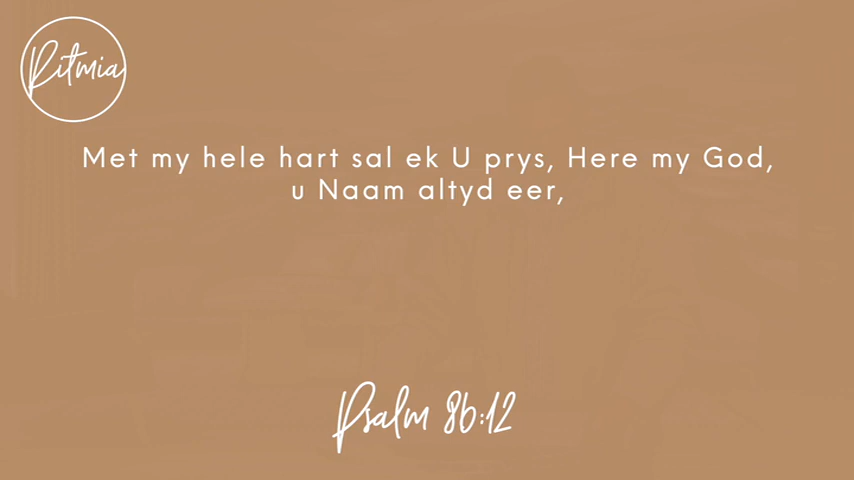 Ritmia
Met my hele hart sal ek U prys, Here my God,
u Naam altyd eer,
Psalm 86:12